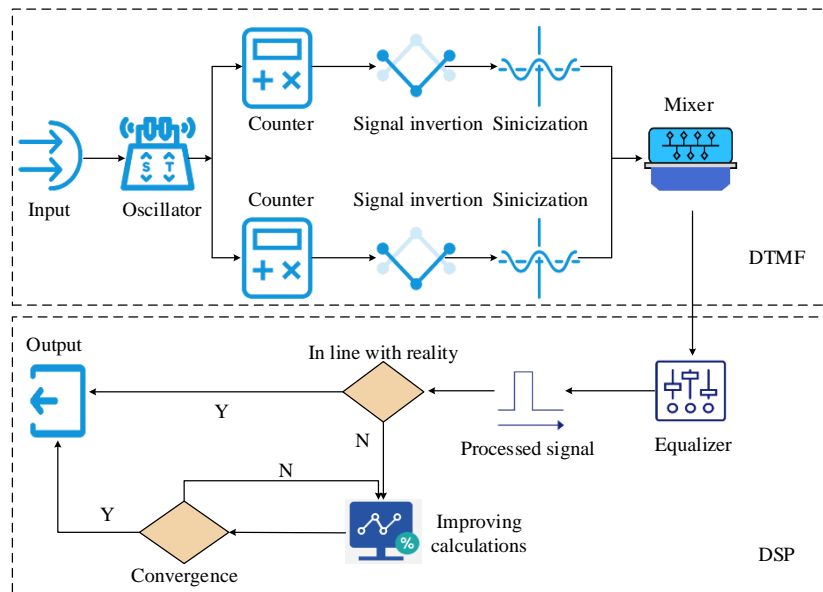 Counter
Signal invertion
Sinicization
Mixer
S T
Input
Oscillator
Counter
Signal invertion
Sinicization
DTMF
Output
In line with reality
Y
Processed signal
Equalizer
N
N
Y
%
Improving
calculations
Convergence
DSP